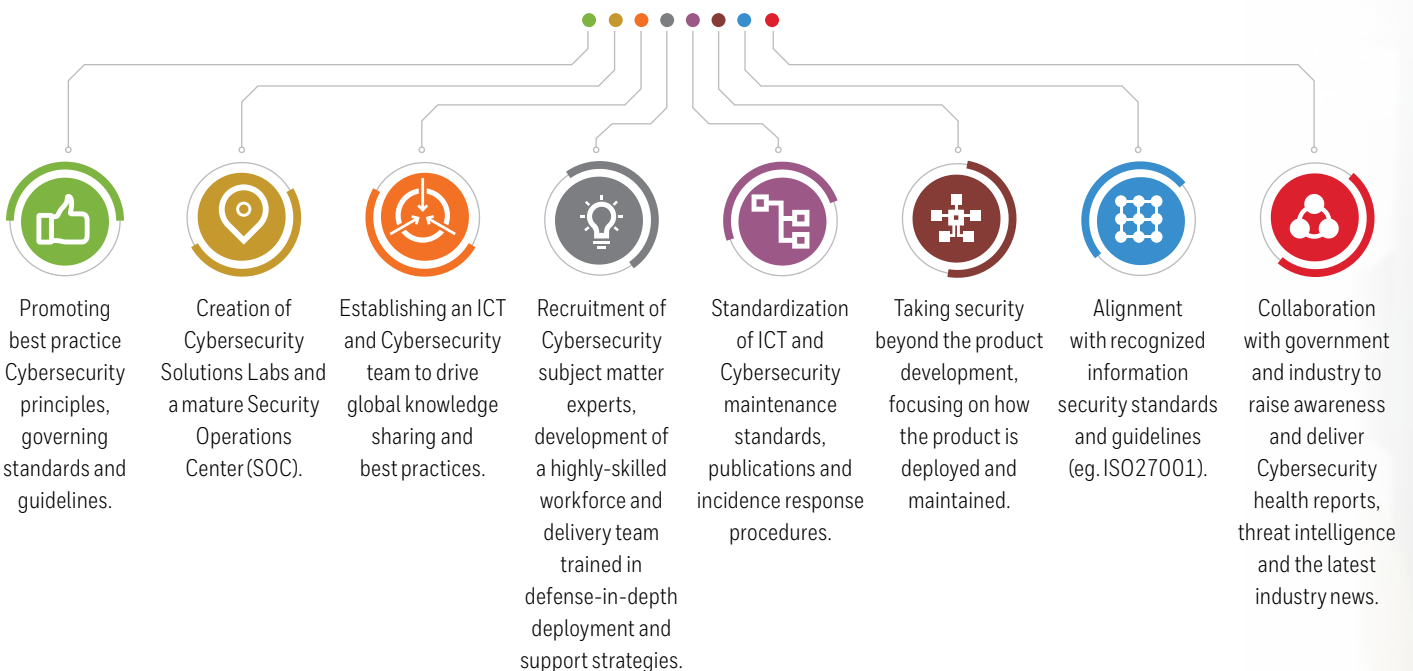 Promoting
best practice
Cybersecurity
principles,
governing
standards and
guidelines.
Creation of
Cybersecurity
Solutions Labs and
a mature Security
Operations
Center (SOC).
Establishing an ICT
and Cybersecurity
team to drive
global knowledge
sharing and
best practices.
Recruitment of
Cybersecurity
subject matter
experts,
development of
a highly-skilled
workforce and
delivery team
trained in
defense-in-depth
deployment and
support strategies.
Standardization
of ICT and
Cybersecurity
maintenance
standards,
publications and
incidence response
procedures.
Taking security
beyond the product
development,
focusing on how
the product is
deployed and
maintained.
Alignment
with recognized
information
security standards
and guidelines
(eg. ISO27001).
Collaboration
with government
and industry to
raise awareness
and deliver
Cybersecurity
health reports,
threat intelligence
and the latest
industry news.